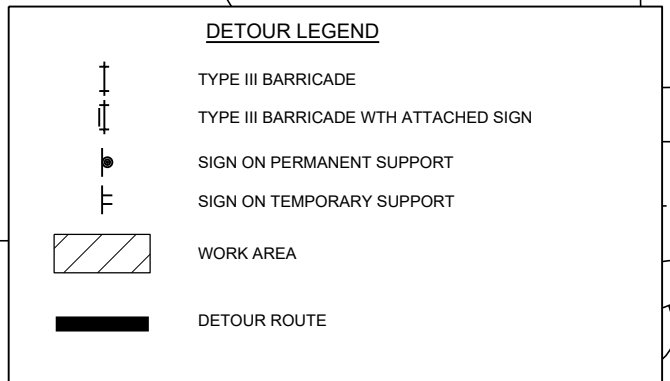 DETOUR LEGEND
TYPE III BARRICADE
TYPE III BARRICADE WTH ATTACHED SIGN
SIGN ON PERMANENT SUPPORT
SIGN ON TEMPORARY SUPPORT
WORK AREA
DETOUR ROUTE